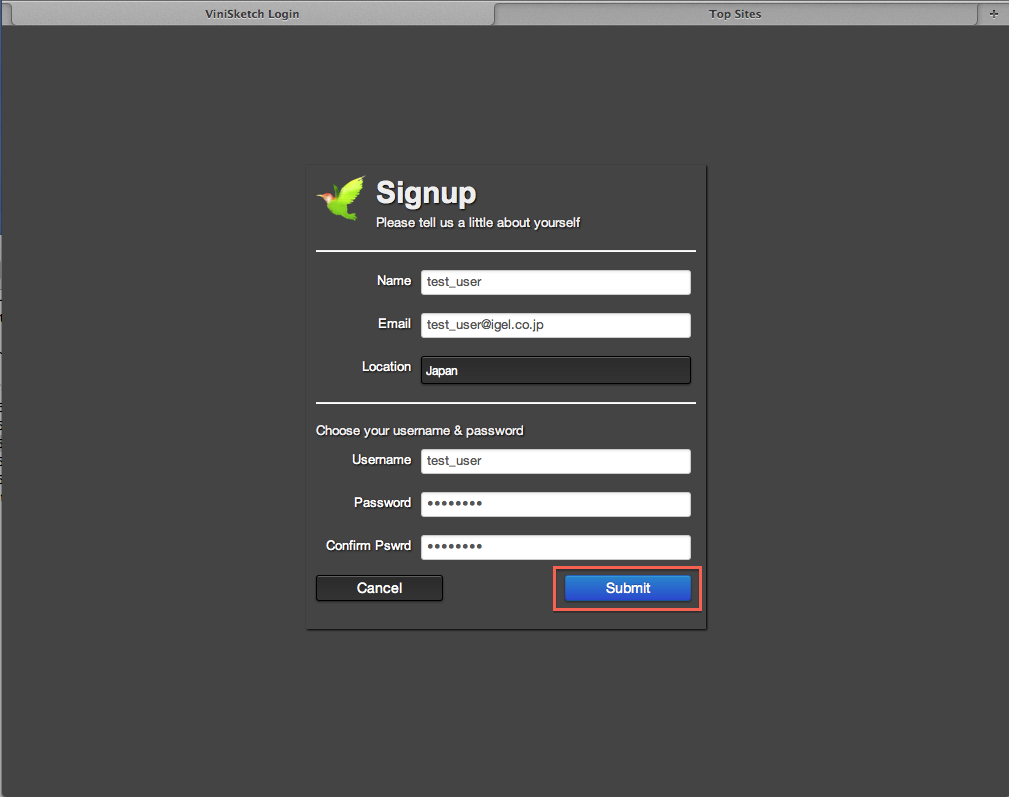 ViniSketch Login Top Sites +
Signup
Please tell us a little about yourself
Name test_user
Email test_user@igel.co.jp
Location Japan
Choose your username & password
Username test_user
Password ••••••••
Confirm Pswrd ••••••••
Cancel Submit